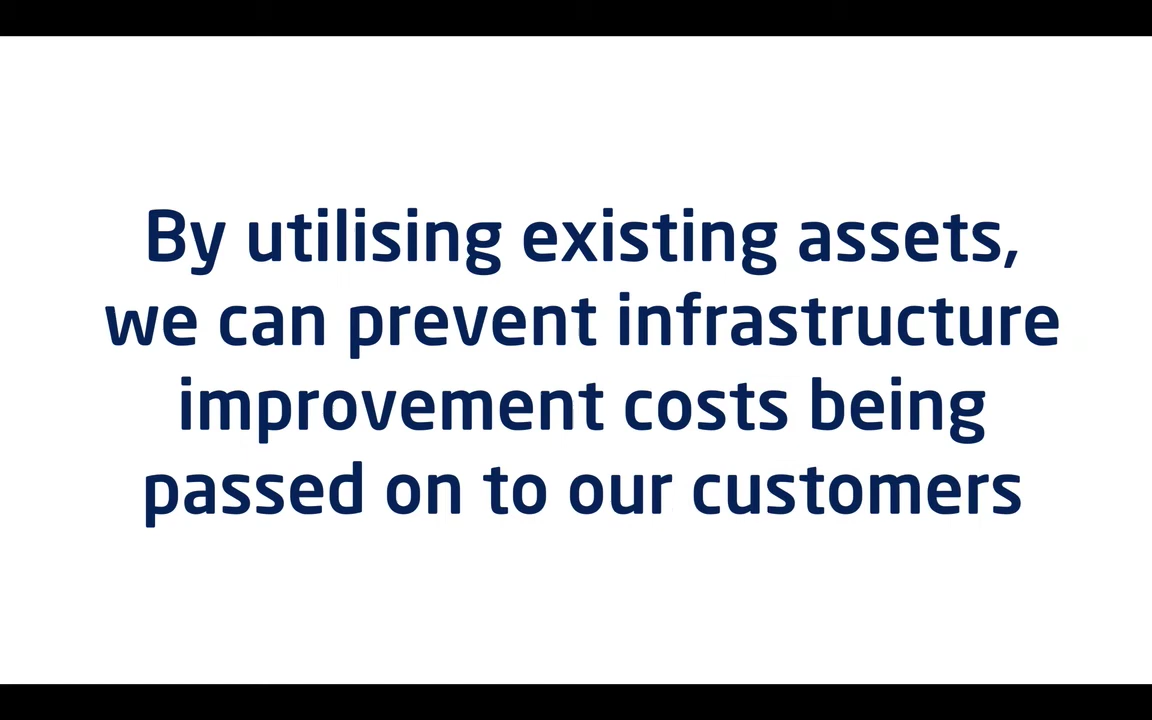 By utilising existing assets,
we can prevent infrastructure
improvement costs being
passed on to our customers